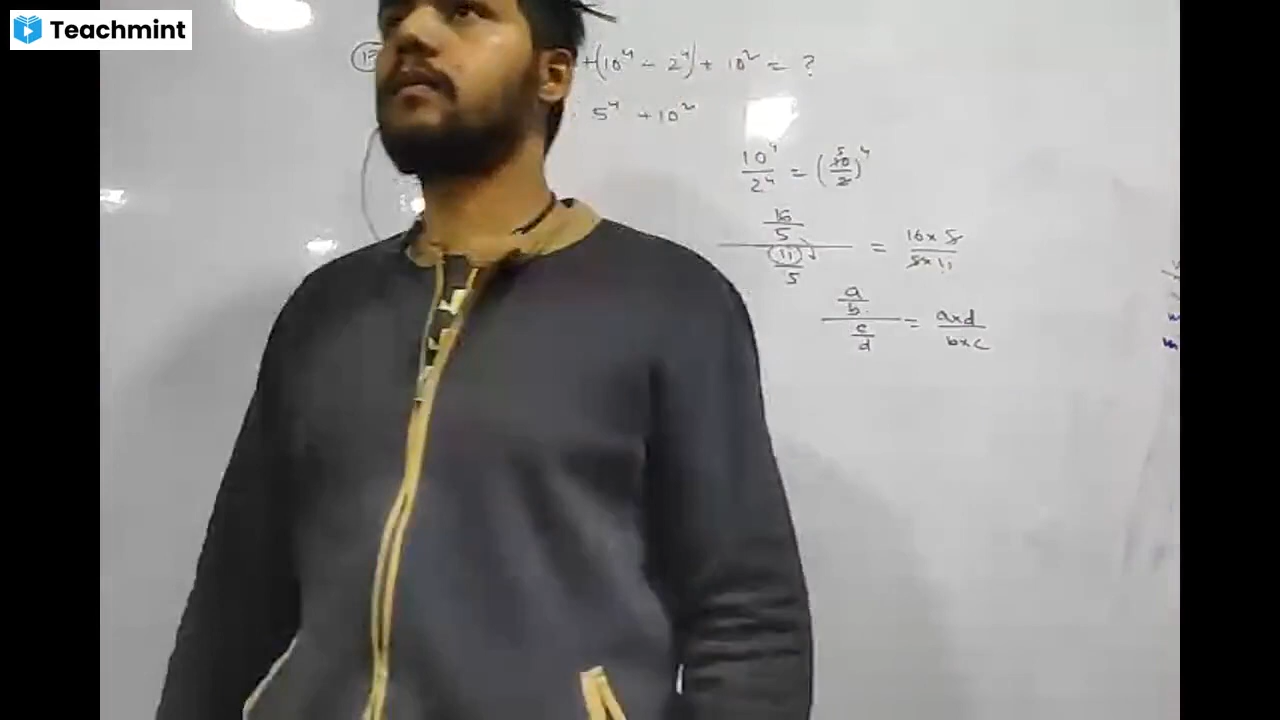 Teachmint
+(10⁴ - 2⁴) + 10² = ?
5⁴ + 10²
10⁴/2⁴ = (10/2)⁴ 5
(16/5)/(11/5) = (16 x 5)/(5 x 11)
(a/b)/(c/d) = (a x d)/(b x c)